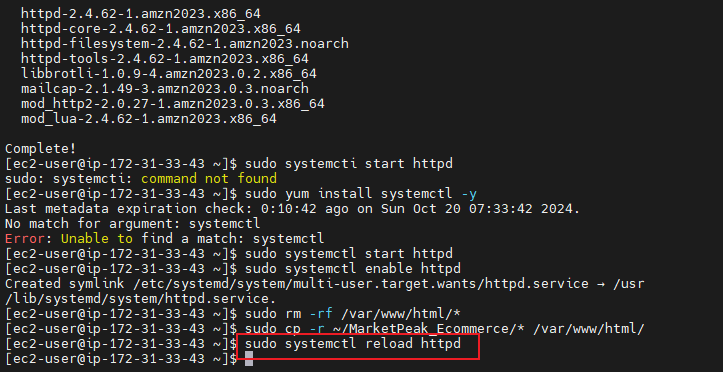 httpd-2.4.62-1.amzn2023.x86_64
httpd-core-2.4.62-1.amzn2023.x86_64
httpd-filesystem-2.4.62-1.amzn2023.noarch
httpd-tools-2.4.62-1.amzn2023.x86_64
libbrotli-1.0.9-4.amzn2023.0.2.x86_64
mailcap-2.1.49-3.amzn2023.0.3.noarch
mod_http2-2.0.27-1.amzn2023.0.3.x86_64
mod_lua-2.4.62-1.amzn2023.x86_64
Complete!
[ec2-user@ip-172-31-33-43 ~]$ sudo systemcti start httpd
sudo: systemcti: command not found
[ec2-user@ip-172-31-33-43 ~]$ sudo yum install systemctl -y
Last metadata expiration check: 0:10:42 ago on Sun Oct 20 07:33:42 2024.
No match for argument: systemctl
Error: Unable to find a match: systemctl
[ec2-user@ip-172-31-33-43 ~]$ sudo systemctl start httpd
[ec2-user@ip-172-31-33-43 ~]$ sudo systemctl enable httpd
Created symlink /etc/systemd/system/multi-user.target.wants/httpd.service → /usr
/lib/systemd/system/httpd.service.
[ec2-user@ip-172-31-33-43 ~]$ sudo rm -rf /var/www/html/*
[ec2-user@ip-172-31-33-43 ~]$ sudo cp -r ~/MarketPeak_Ecommerce/* /var/www/html/
[ec2-user@ip-172-31-33-43 ~]$ sudo systemctl reload httpd
[ec2-user@ip-172-31-33-43 ~]$